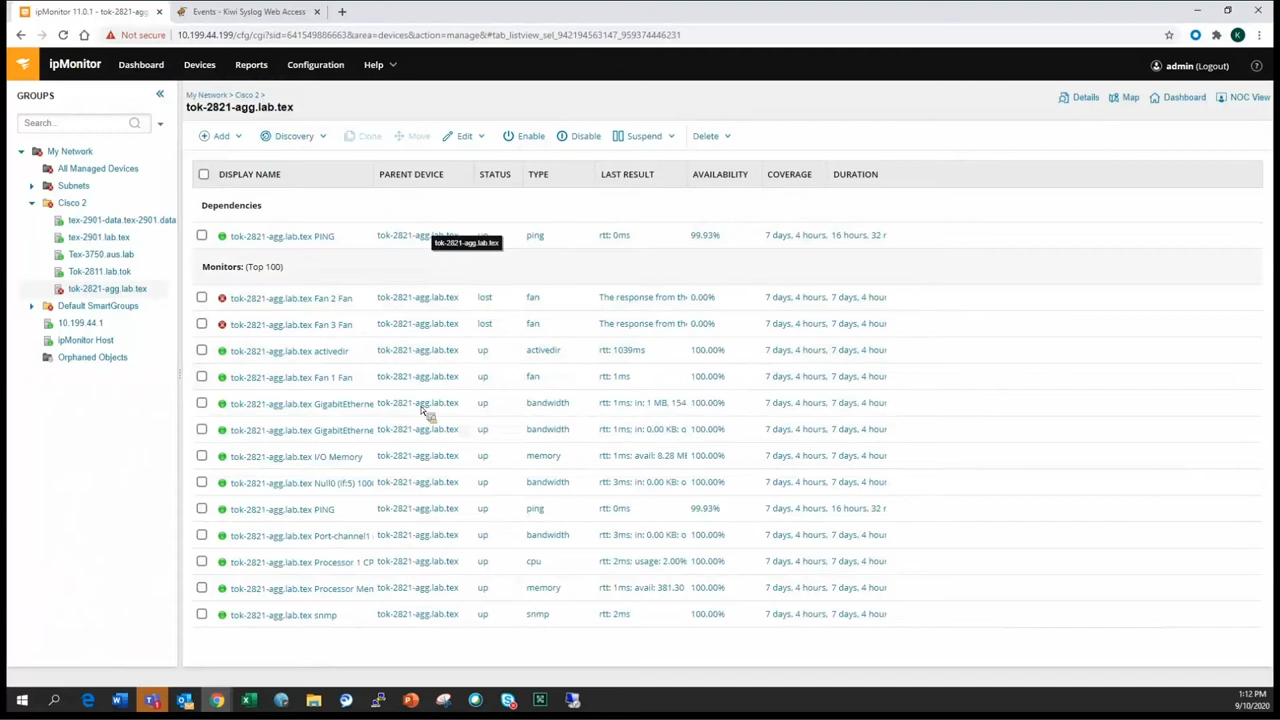 ipMonitor 11.0.1 - tok-2821-agg.
Events - Kiwi Syslog Web Access
Not secure 10.199.44.199/cfg/cgi?sid=641549886663&area=devices&action=manage&i#tab_listview_sel_942194563147_959374446231
K
ipMonitor Dashboard Devices Reports Configuration Help admin (Logout)
GROUPS
Search...
My Network
All Managed Devices
Subnets
Cisco 2
tex-2901-data.tex-2901.data
tex-2901.lab.tex
Tex-3750.aus.lab
Tok-2811.lab.tok
tok-2821-agg.lab.tex
Default SmartGroups
10.199.44.1
ipMonitor Host
Orphaned Objects
My Network > Cisco 2 >
tok-2821-agg.lab.tex
Details Map Dashboard NOC View
Add Discovery Clone Move Edit Enable Disable Suspend Delete
DISPLAY NAME PARENT DEVICE STATUS TYPE LAST RESULT AVAILABILITY COVERAGE DURATION
Dependencies
tok-2821-agg.lab.tex PING tok-2821-agg.lab.tex up ping rtt: 0ms 99.93% 7 days, 4 hours, 16 hours, 32 r
tok-2821-agg.lab.tex
Monitors: (Top 100)
tok-2821-agg.lab.tex Fan 2 Fan tok-2821-agg.lab.tex lost fan The response from th 0.00% 7 days, 4 hours, 7 days, 4 hour
tok-2821-agg.lab.tex Fan 3 Fan tok-2821-agg.lab.tex lost fan The response from th 0.00% 7 days, 4 hours, 7 days, 4 hour
tok-2821-agg.lab.tex activedir tok-2821-agg.lab.tex up activedir rtt: 1039ms 100.00% 7 days, 4 hours, 7 days, 4 hour
tok-2821-agg.lab.tex Fan 1 Fan tok-2821-agg.lab.tex up fan rtt: 1ms 100.00% 7 days, 4 hours, 7 days, 4 hour
tok-2821-agg.lab.tex GigabitEtherne tok-2821-agg.lab.tex up bandwidth rtt: 1ms: in: 1 MB, 154 100.00% 7 days, 4 hours, 7 days, 4 hour
tok-2821-agg.lab.tex GigabitEtherne tok-2821-agg.lab.tex up bandwidth rtt: 1ms: in: 0.00 KB: o 100.00% 7 days, 4 hours, 7 days, 4 hour
tok-2821-agg.lab.tex I/O Memory tok-2821-agg.lab.tex up memory rtt: 1ms: avail: 8.28 ME 100.00% 7 days, 4 hours, 7 days, 4 hour
tok-2821-agg.lab.tex Null0 (if:5) 100( tok-2821-agg.lab.tex up bandwidth rtt: 3ms: in: 0.00 KB: o 100.00% 7 days, 4 hours, 7 days, 4 hour
tok-2821-agg.lab.tex PING tok-2821-agg.lab.tex up ping rtt: 0ms 99.93% 7 days, 4 hours, 16 hours, 32 r
tok-2821-agg.lab.tex Port-channel1 tok-2821-agg.lab.tex up bandwidth rtt: 3ms: in: 0.00 KB: o 100.00% 7 days, 4 hours, 7 days, 4 hour
tok-2821-agg.lab.tex Processor 1 CP tok-2821-agg.lab.tex up cpu rtt: 2ms: usage: 2.00% 100.00% 7 days, 4 hours, 7 days, 4 hour
tok-2821-agg.lab.tex Processor Men tok-2821-agg.lab.tex up memory rtt: 1ms: avail: 381.30 100.00% 7 days, 4 hours, 7 days, 4 hour
tok-2821-agg.lab.tex snmp tok-2821-agg.lab.tex up snmp rtt: 2ms 100.00% 7 days, 4 hours, 7 days, 4 hour
1:12 PM
9/10/2020